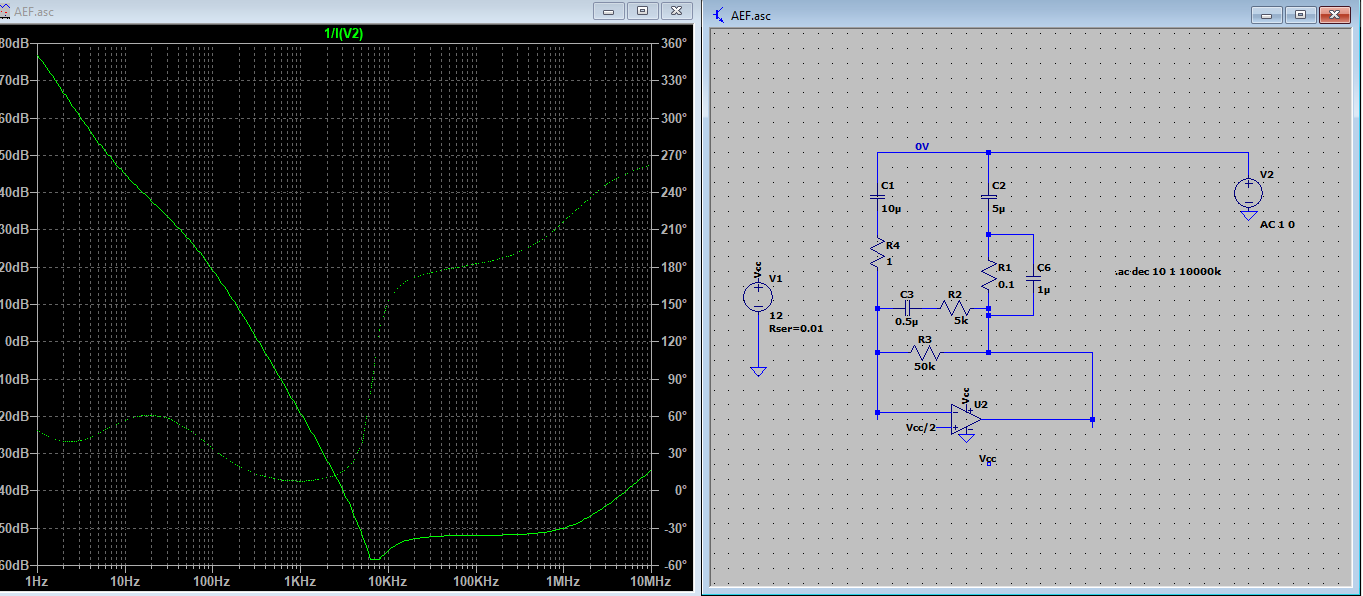 AEF.asc
1/I(V2)
80dB
70dB
60dB
50dB
40dB
30dB
20dB
10dB
0dB
10dB
20dB
30dB
40dB
50dB
60dB
360°
330°
300°
270°
240°
210°
180°
150°
120°
90°
60°
30°
0°
-30°
-60°
1Hz 10Hz 100Hz 1KHz 10KHz 100KHz 1MHz 10MHz
AEF.asc
0V
C1
10µ
C2
5µ
V2
AC 1 0
R4
1
R1
0.1
C6
1µ
.ac dec 10 1 10000k
Vcc
V1
12
Rser=0.01
C3
0.5µ
R2
5k
R3
50k
Vcc
U2
Vcc/2
Vcc